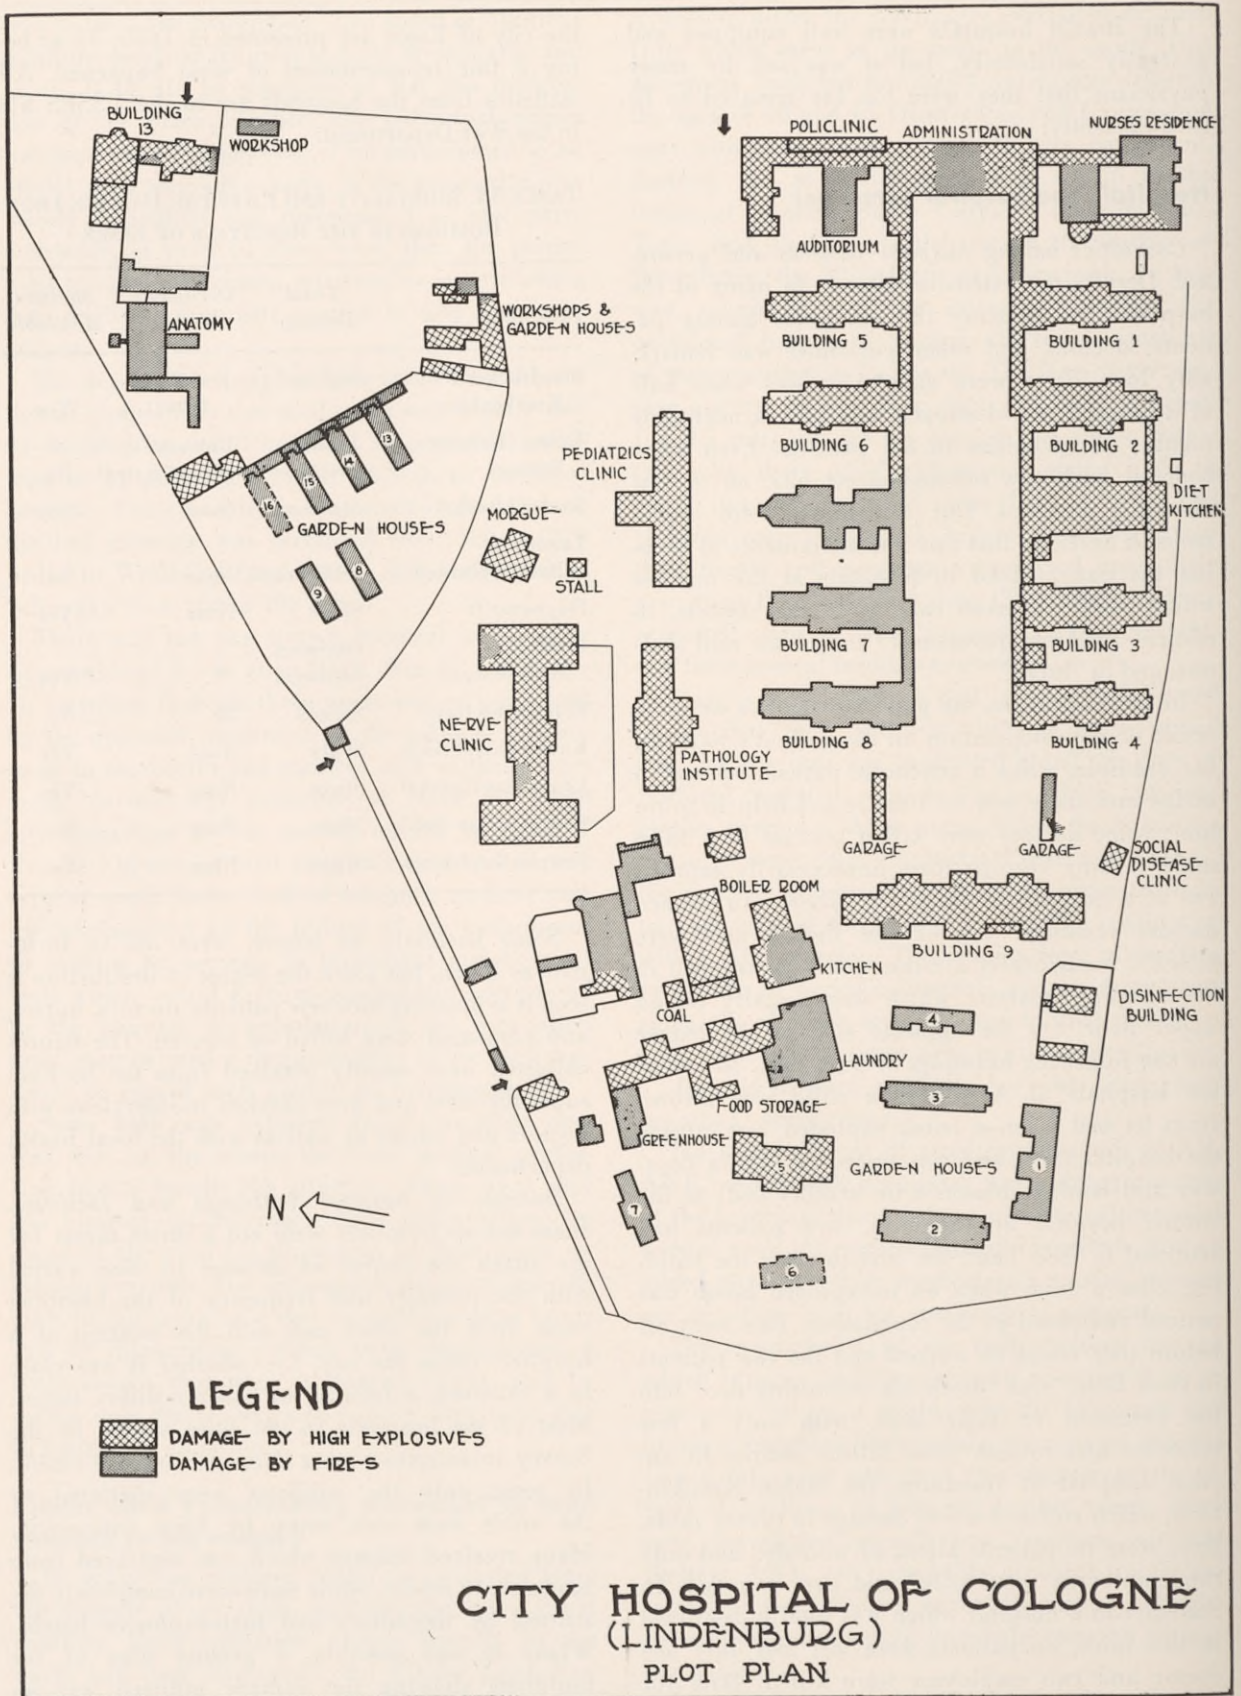 BUILDING
13
WORKSHOP
POLICLINIC
ADMINISTRATION
NURSES RESIDENCE
AUDITORIUM
ANATOMY
WORKSHOPS &
GARDEN HOUSES
BUILDING 5
BUILDING 1
BUILDING 6
BUILDING 2
PEDIATRICS
CLINIC
13
14
15
16
GARDEN HOUSES
8
9
MORGUE
STALL
DIET
KITCHEN
BUILDING 7
BUILDING 3
NERVE
CLINIC
PATHOLOGY
INSTITUTE
BUILDING 8
BUILDING 4
GARAGE
GARAGE
SOCIAL
DISEASE
CLINIC
BOILER ROOM
KITCHEN
COAL
BUILDING 9
DISINFECTION
BUILDING
LAUNDRY
FOOD STORAGE
GREENHOUSE
4
3
5
GARDEN HOUSES
1
7
2
6
N
LEGEND
DAMAGE BY HIGH EXPLOSIVES
DAMAGE BY FIRES
CITY HOSPITAL OF COLOGNE
(LINDENBURG)
PLOT PLAN